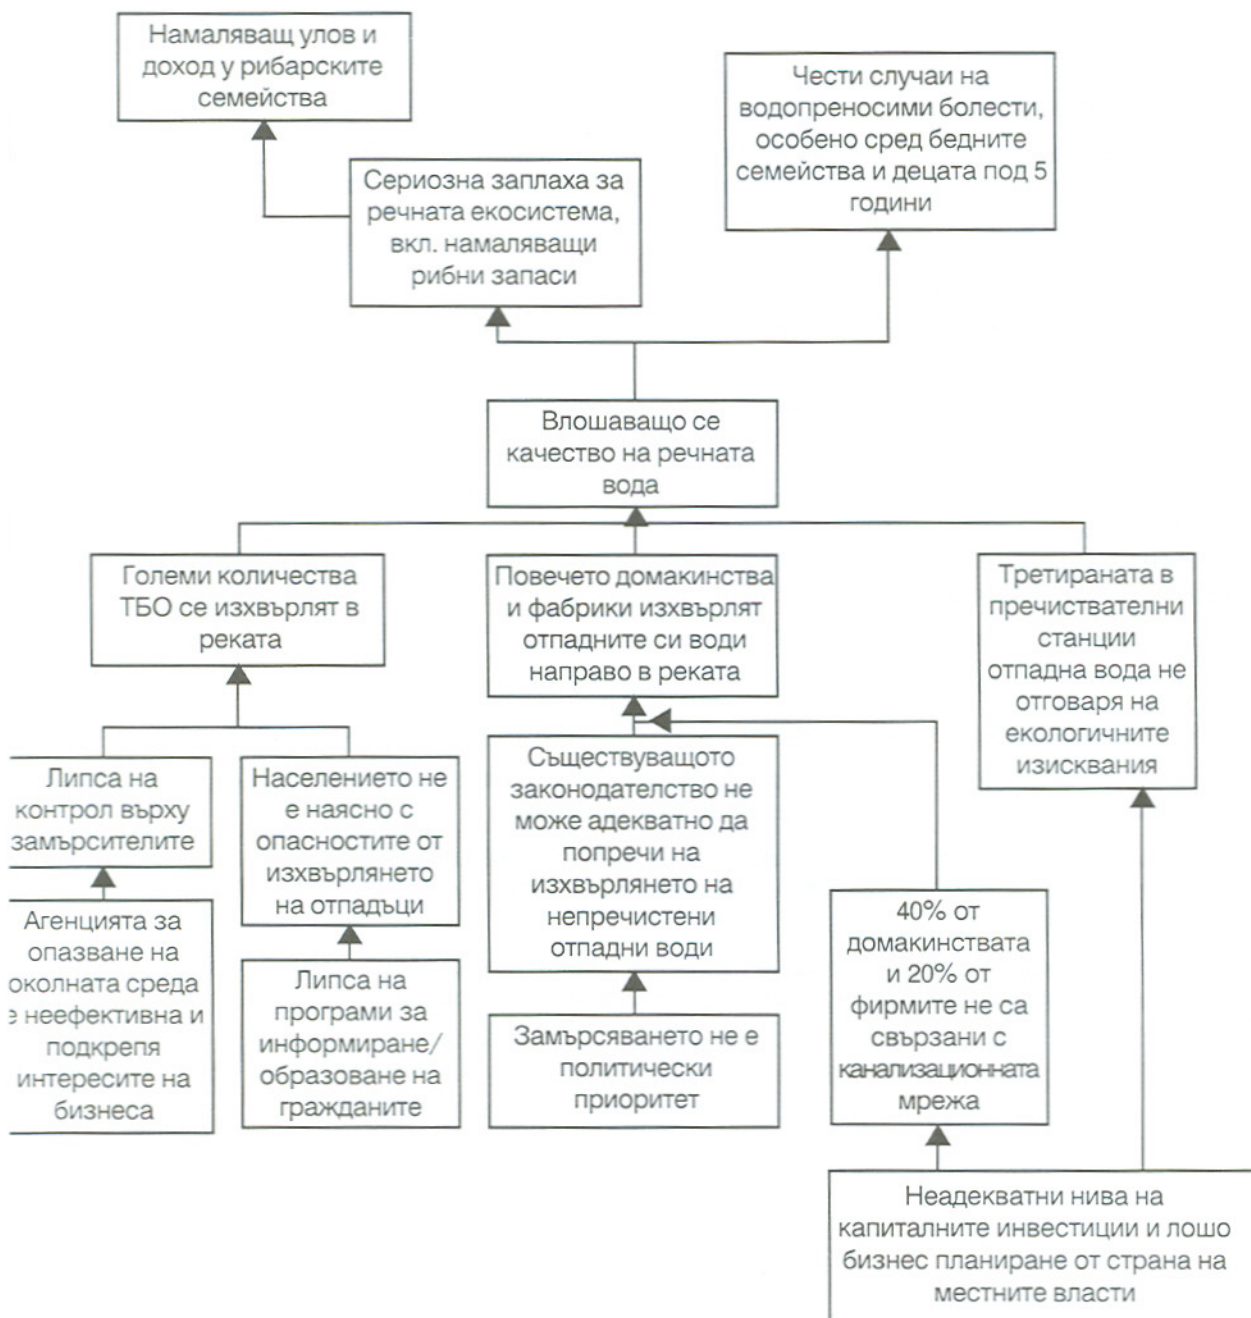 Намаляващ улов и
доход у рибарските
семейства
Чести случаи на
водопреносими болести,
особено сред бедните
семейства и децата под 5
години
Сериозна заплаха за
речната екосистема,
вкл. намаляващи
рибни запаси
Влошаващо се
качество на речната
вода
Големи количества
ТБО се изхвърлят в
реката
Повечето домакинства
и фабрики изхвърлят
отпадните си води
направо в реката
Третираната в
пречиствателни
станции
отпадна вода не
отговаря на
екологичните
изисквания
Липса на
контрол върху
замърсителите
Населението не
е наясно с
опасностите от
изхвърлянето
на отпадъци
Съществуващото
законодателство не
може адекватно да
попречи на
изхвърлянето на
непречистени
отпадни води
40% от
домакинствата
и 20% от
фирмите не са
свързани с
канализационната
мрежа
Агенцията за
опазване на
околната среда
е неефективна и
подкрепя
интересите на
бизнеса
Липса на
програми за
информиране/
образоване на
гражданите
Замърсяването не е
политически
приоритет
Неадекватни нива на
капиталните инвестиции и лошо
бизнес планиране от страна на
местните власти